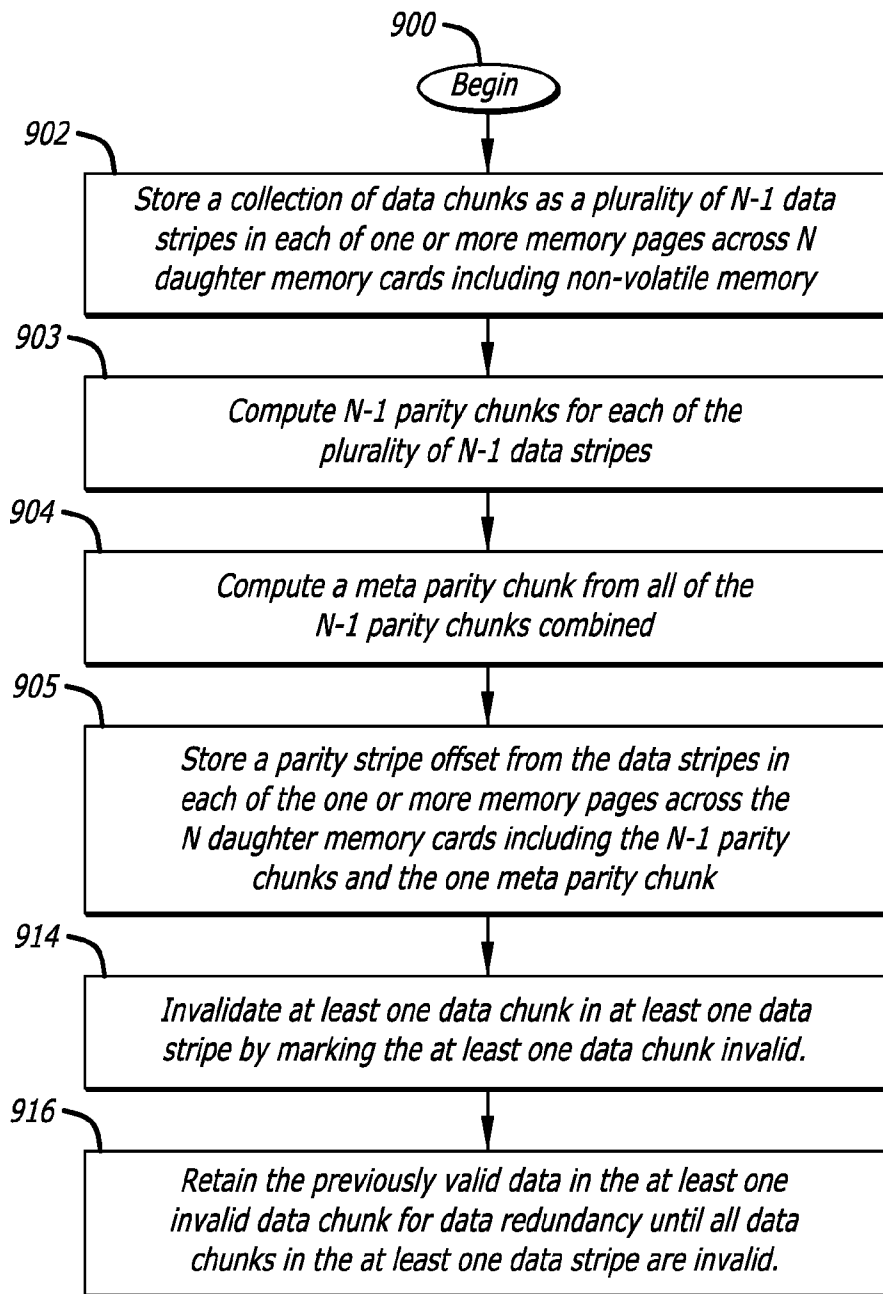 900
Begin
902
Store a collection of data chunks as a plurality of N-1 data
stripes in each of one or more memory pages across N
daughter memory cards including non-volatile memory
903
Compute N-1 parity chunks for each of the
plurality of N-1 data stripes
904
Compute a meta parity chunk from all of the
N-1 parity chunks combined
905
Store a parity stripe offset from the data stripes in
each of the one or more memory pages across the
N daughter memory cards including the N-1 parity
chunks and the one meta parity chunk
914
Invalidate at least one data chunk in at least one data
stripe by marking the at least one data chunk invalid.
916
Retain the previously valid data in the at least one
invalid data chunk for data redundancy until all data
chunks in the at least one data stripe are invalid.